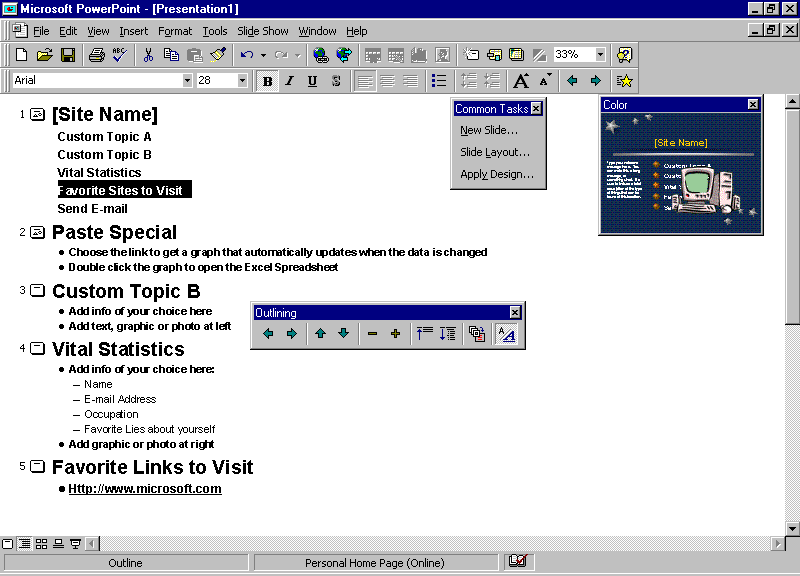 Microsoft PowerPoint - [Presentation1]
File Edit View Insert Format Tools Slide Show Window Help
ABC 33%
Arial 28 B I U S A A
Common Tasks
New Slide...
Slide Layout...
Apply Design...
Color
[Site Name]
1 [Site Name]
Custom Topic A
Custom Topic B
Vital Statistics
Favorite Sites to Visit
Send E-mail
2 Paste Special
• Choose the link to get a graph that automatically updates when the data is changed
• Double click the graph to open the Excel Spreadsheet
3 Custom Topic B
• Add info of your choice here
• Add text, graphic or photo at left
Outlining
A A
4 Vital Statistics
• Add info of your choice here:
– Name
– E-mail Address
– Occupation
– Favorite Lies about yourself
• Add graphic or photo at right
5 Favorite Links to Visit
• Http://www.microsoft.com
Outline Personal Home Page (Online)